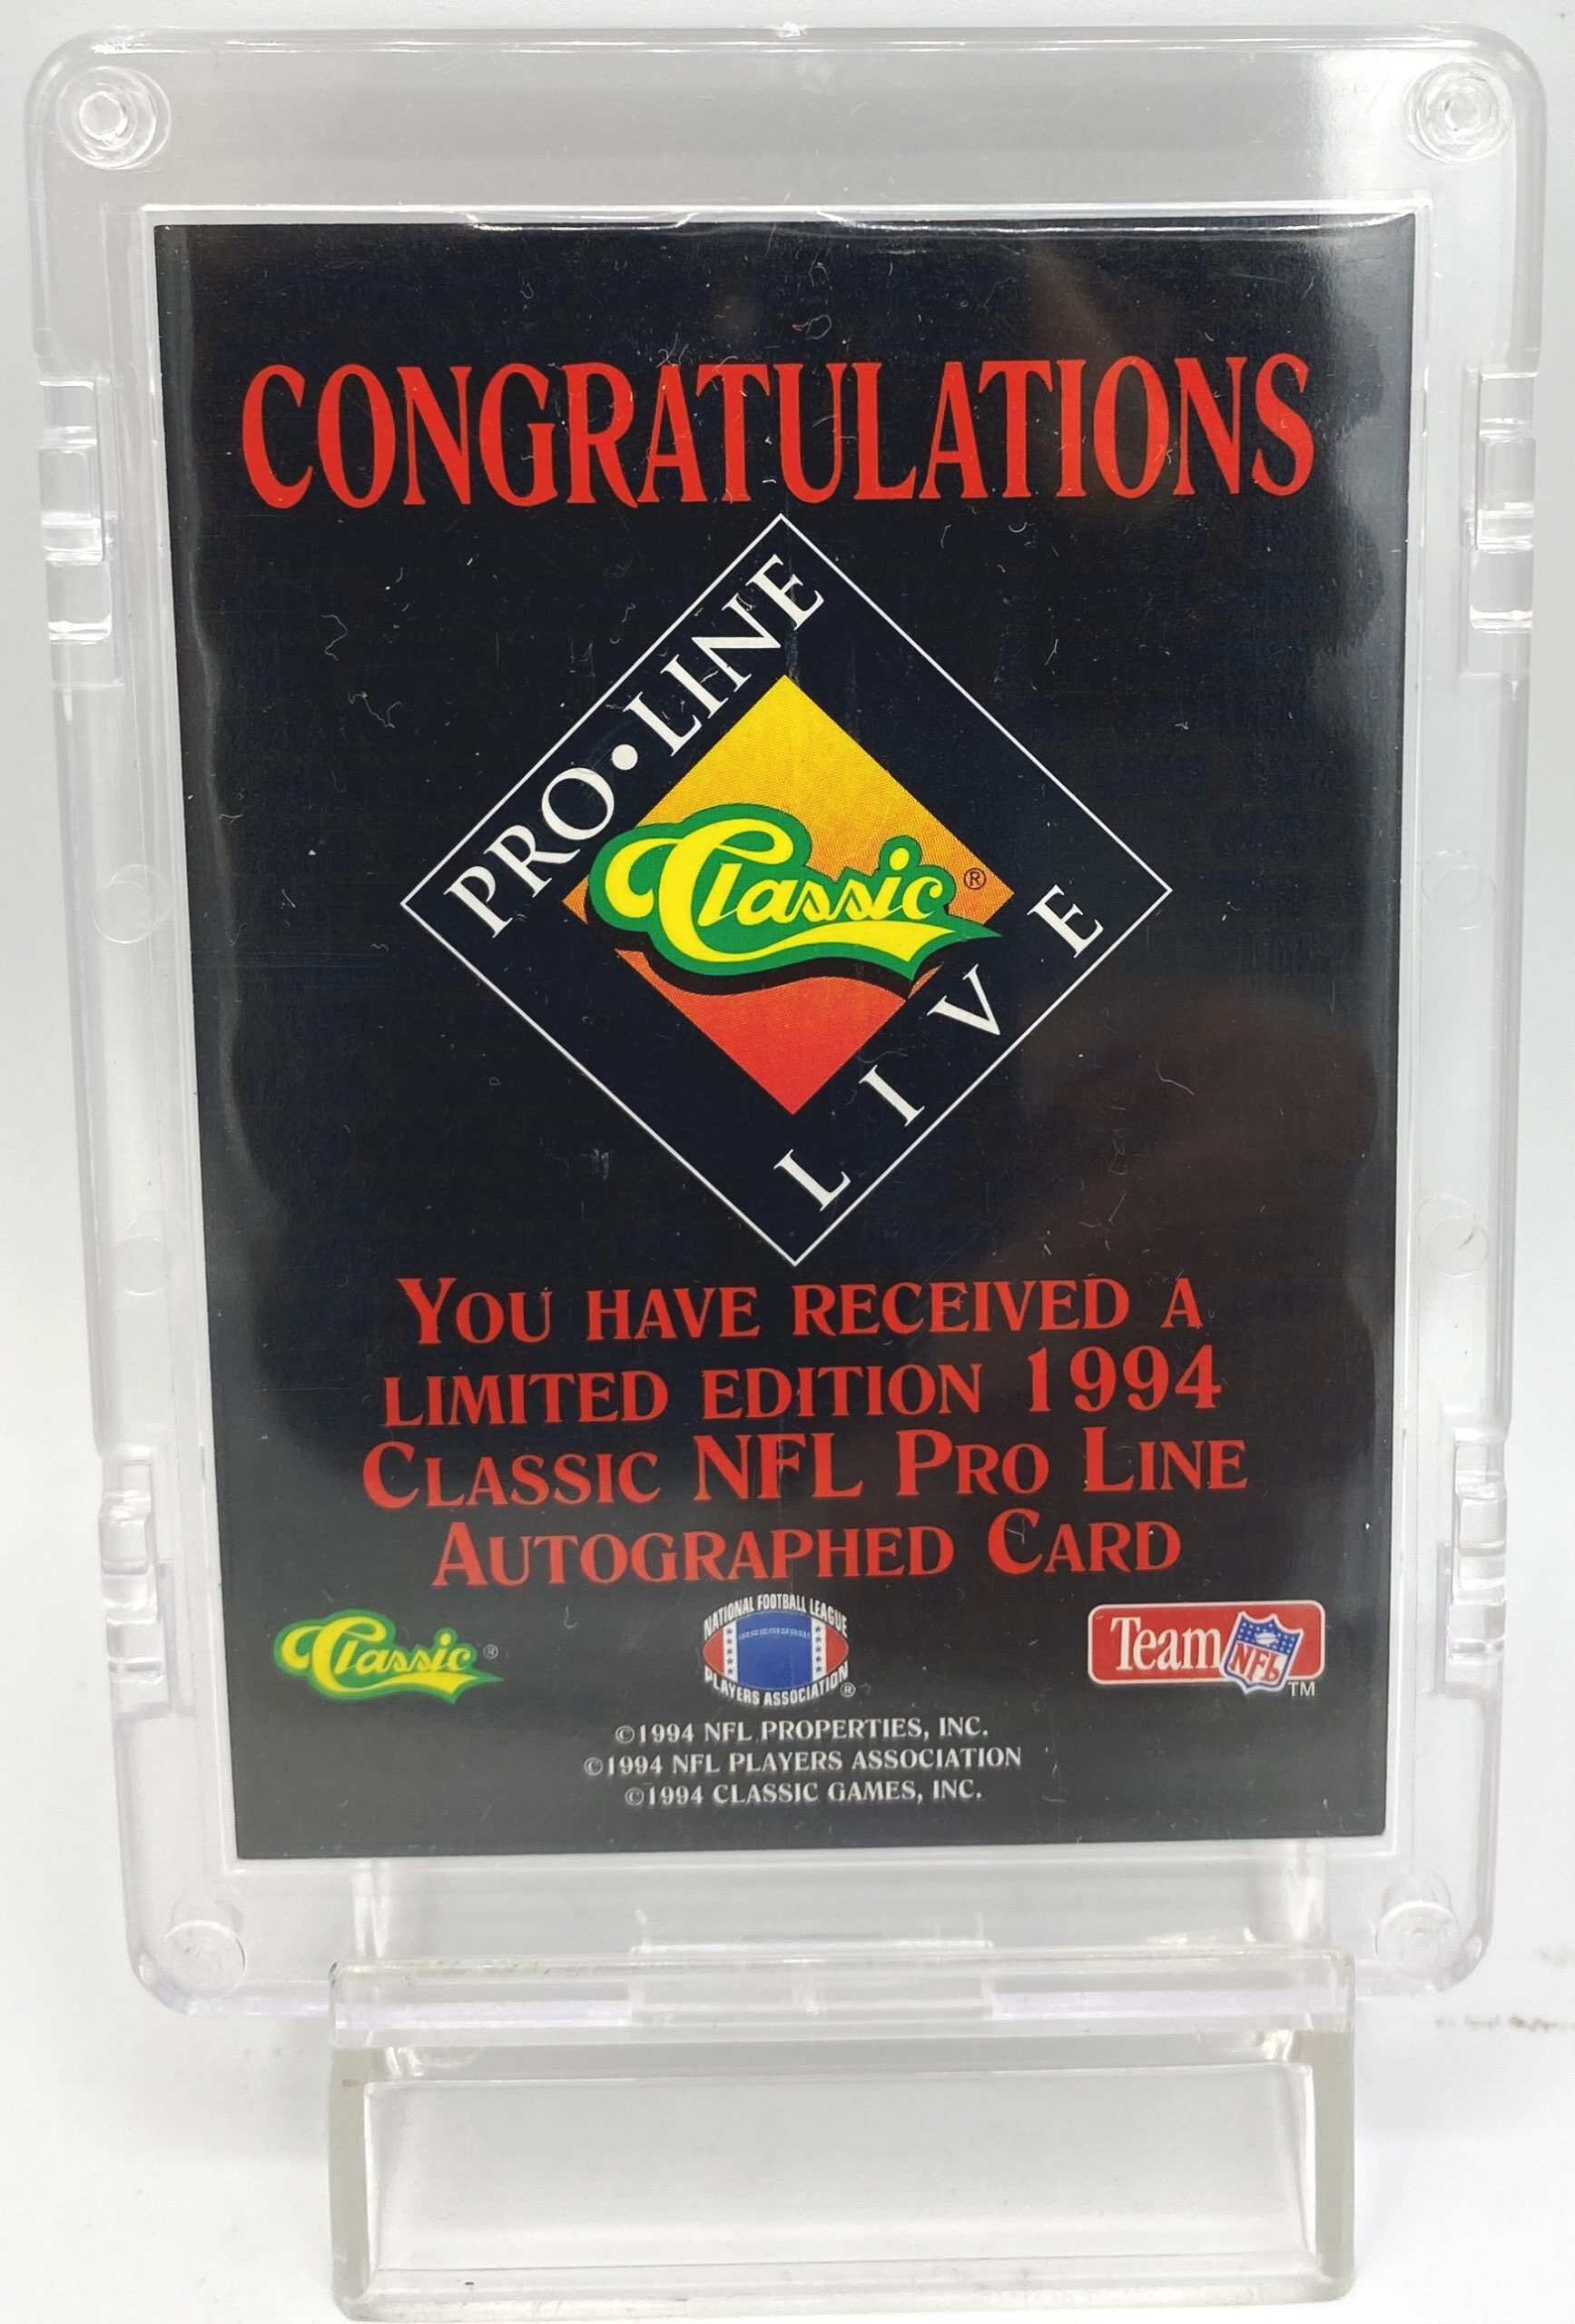 CONGRATULATIONS
PRO•LINE
Classic®
LIVE
YOU HAVE RECEIVED A
LIMITED EDITION 1994
CLASSIC NFL PRO LINE
AUTOGRAPHED CARD
Classic®
NATIONAL FOOTBALL LEAGUE
PLAYERS ASSOCIATION®
Team NFL™
©1994 NFL PROPERTIES, INC.
©1994 NFL PLAYERS ASSOCIATION
©1994 CLASSIC GAMES, INC.